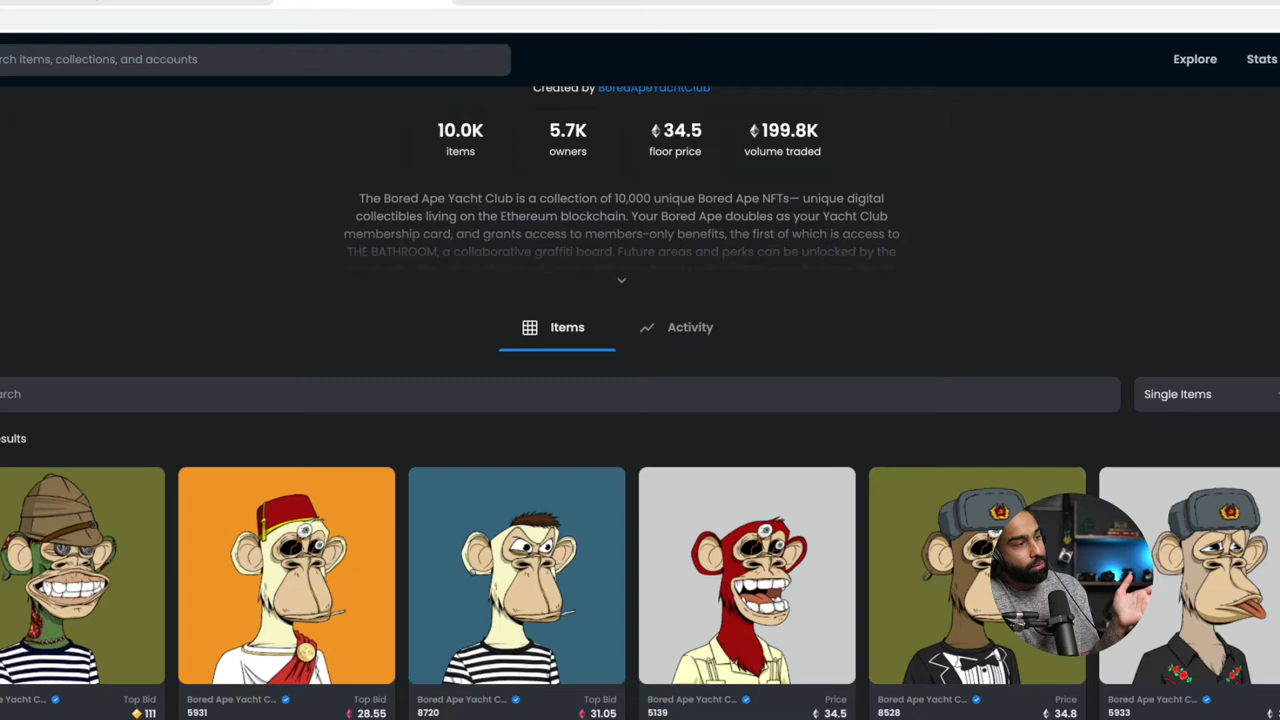 rch items, collections, and accounts
Explore
Stats
Created by BoredApeYachtClub
10.0K
items
5.7K
owners
34.5
floor price
199.8K
volume traded
The Bored Ape Yacht Club is a collection of 10,000 unique Bored Ape NFTs— unique digital
collectibles living on the Ethereum blockchain. Your Bored Ape doubles as your Yacht Club
membership card, and grants access to members-only benefits, the first of which is access to
THE BATHROOM, a collaborative graffiti board. Future areas and perks can be unlocked by the
Items
Activity
arch
Single Items
esults
e Yacht C... Top Bid
111
Bored Ape Yacht C... Top Bid
5931 28.55
Bored Ape Yacht C... Top Bid
8720 31.05
Bored Ape Yacht C... Price
5139 34.5
Bored Ape Yacht C... Price
8528 34.8
Bored Ape Yacht C...
5933